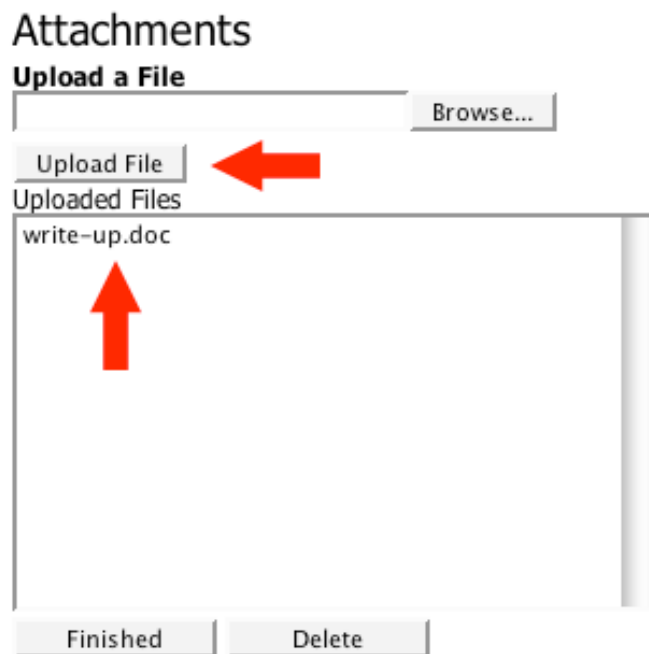 Attachments
Upload a File
Browse...
Upload File
Uploaded Files
write-up.doc
Finished Delete